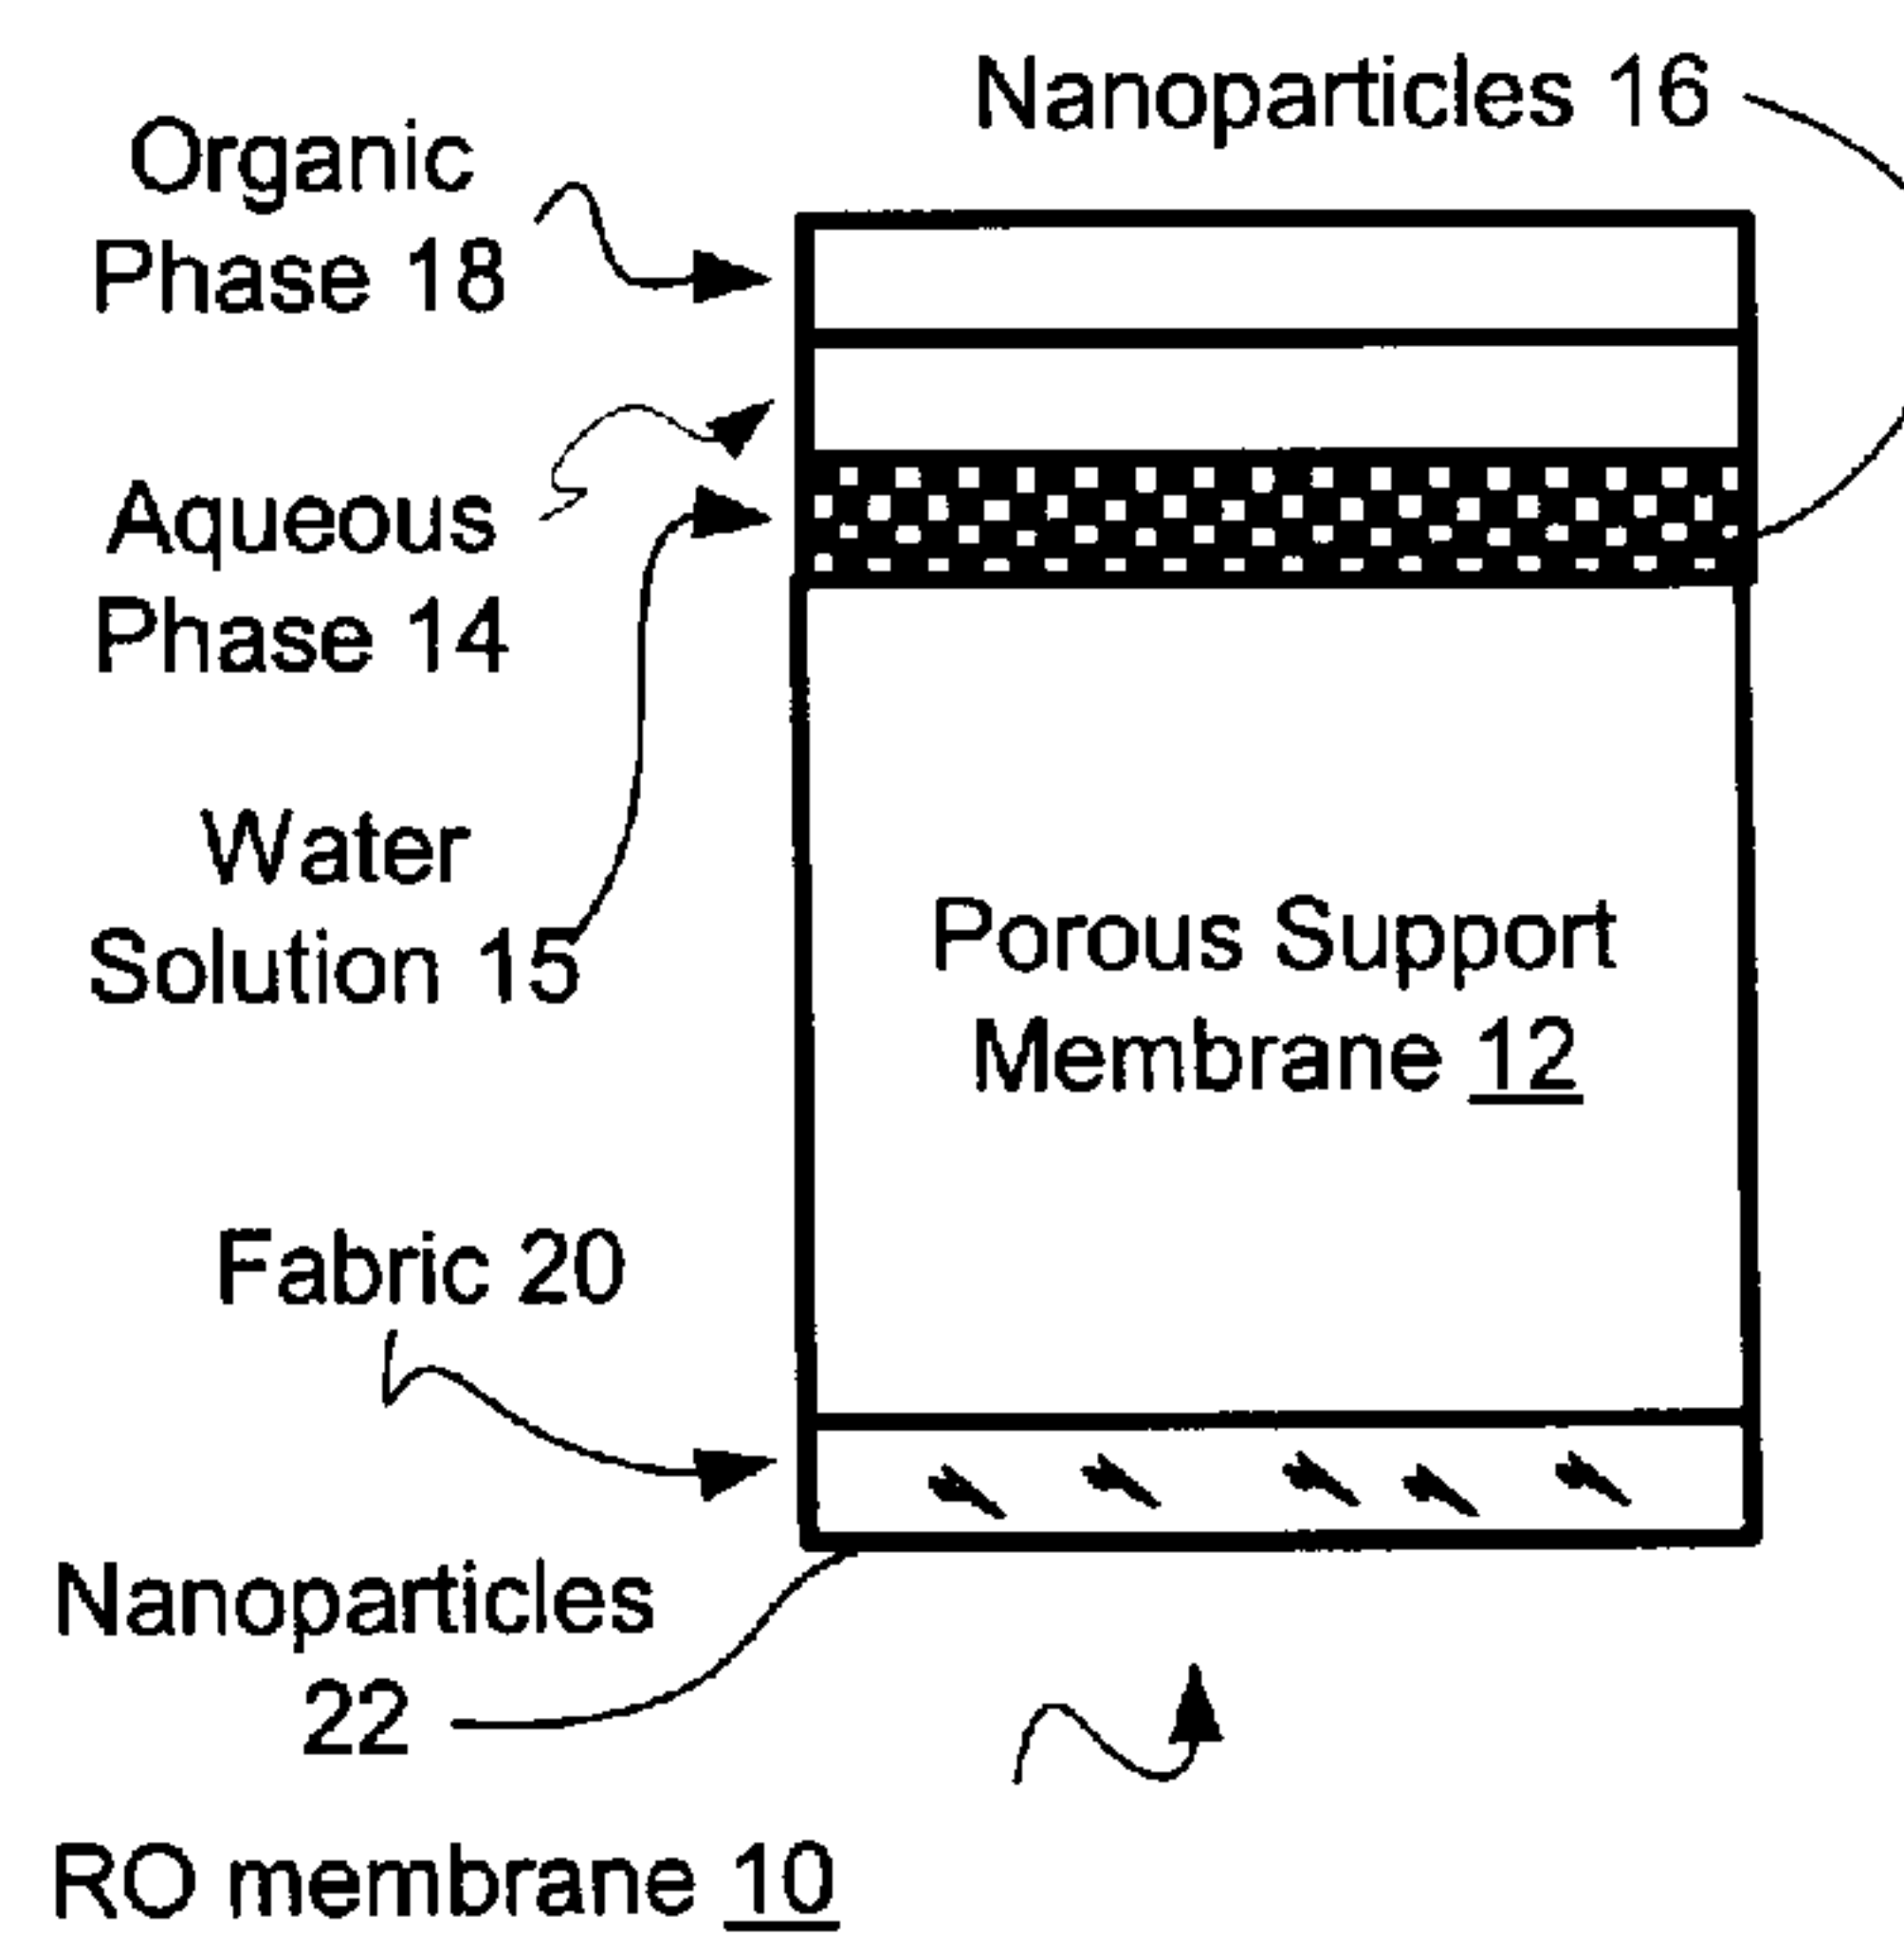 Nanoparticles 16
Organic
Phase 18
Aqueous
Phase 14
Water
Solution 15
Porous Support
Membrane 12
Fabric 20
Nanoparticles
22
RO membrane 10